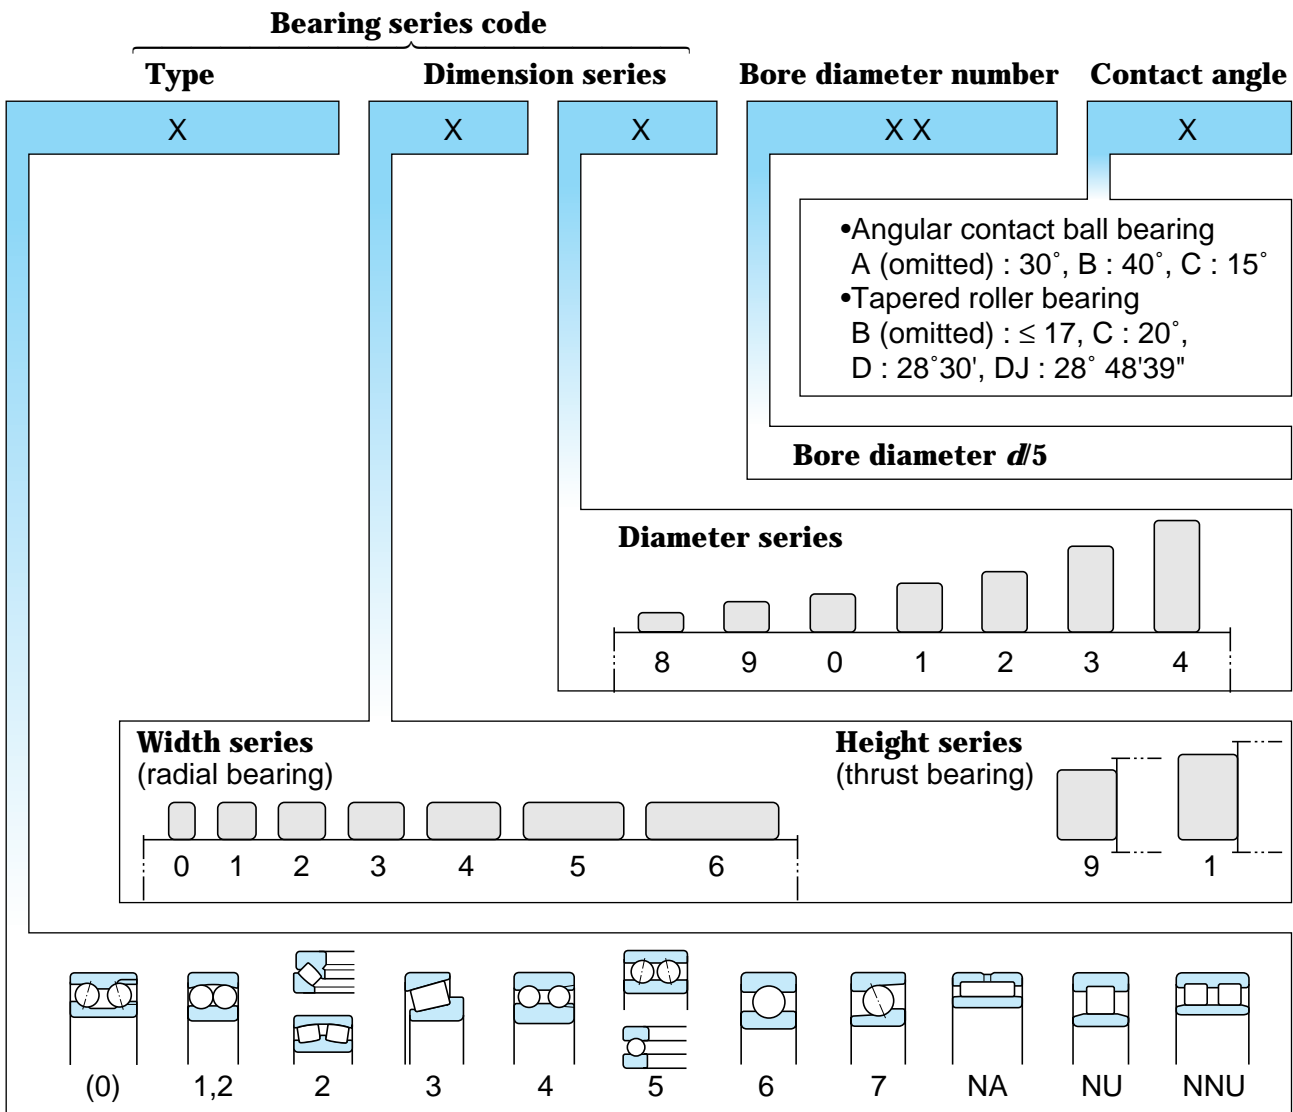 Bearing series code
Type Dimension series Bore diameter number Contact angle
X X X X X X
•Angular contact ball bearing
A (omitted) : 30˚, B : 40˚, C : 15˚
•Tapered roller bearing
B (omitted) : ≤ 17, C : 20˚,
D : 28˚30', DJ : 28˚ 48'39"
Bore diameter d/5
Diameter series
8 9 0 1 2 3 4
Width series
(radial bearing)
0 1 2 3 4 5 6
Height series
(thrust bearing)
9 1
(0) 1,2 2 3 4 5 6 7 NA NU NNU